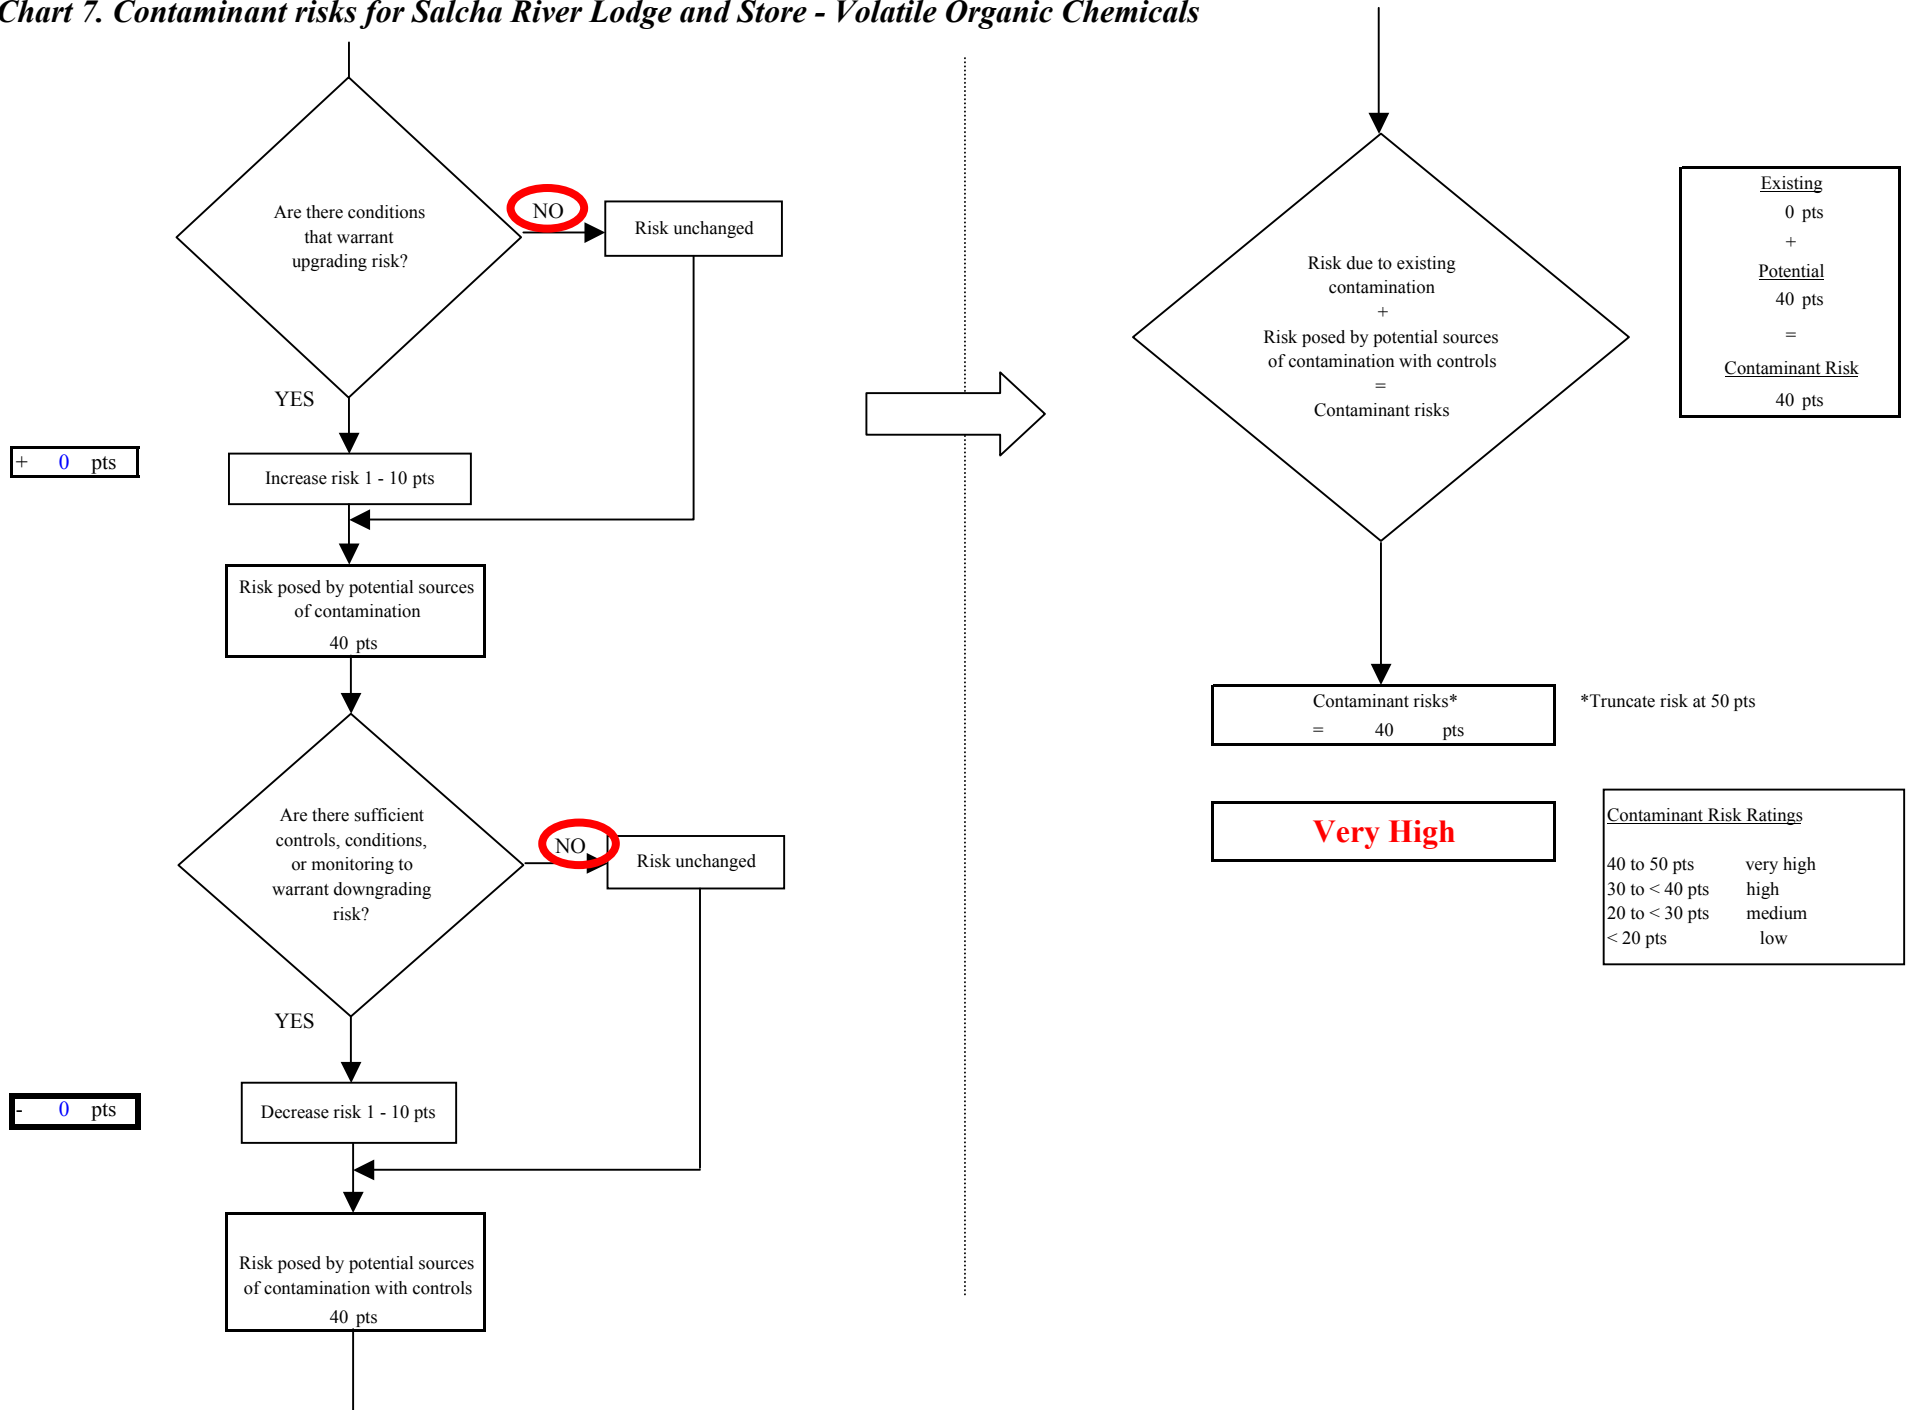 Chart 7. Contaminant risks for Salcha River Lodge and Store - Volatile Organic Chemicals
Are there conditions
that warrant
upgrading risk?
NO
Risk unchanged
YES
+ 0 pts
Increase risk 1 - 10 pts
Risk posed by potential sources
of contamination
40 pts
Are there sufficient
controls, conditions,
or monitoring to
warrant downgrading
risk?
NO
Risk unchanged
YES
- 0 pts
Decrease risk 1 - 10 pts
Risk posed by potential sources
of contamination with controls
40 pts
Risk due to existing
contamination
+
Risk posed by potential sources
of contamination with controls
=
Contaminant risks
Existing
0 pts
+
Potential
40 pts
=
Contaminant Risk
40 pts
Contaminant risks*
= 40 pts
*Truncate risk at 50 pts
Very High
Contaminant Risk Ratings
40 to 50 pts very high
30 to < 40 pts high
20 to < 30 pts medium
< 20 pts low